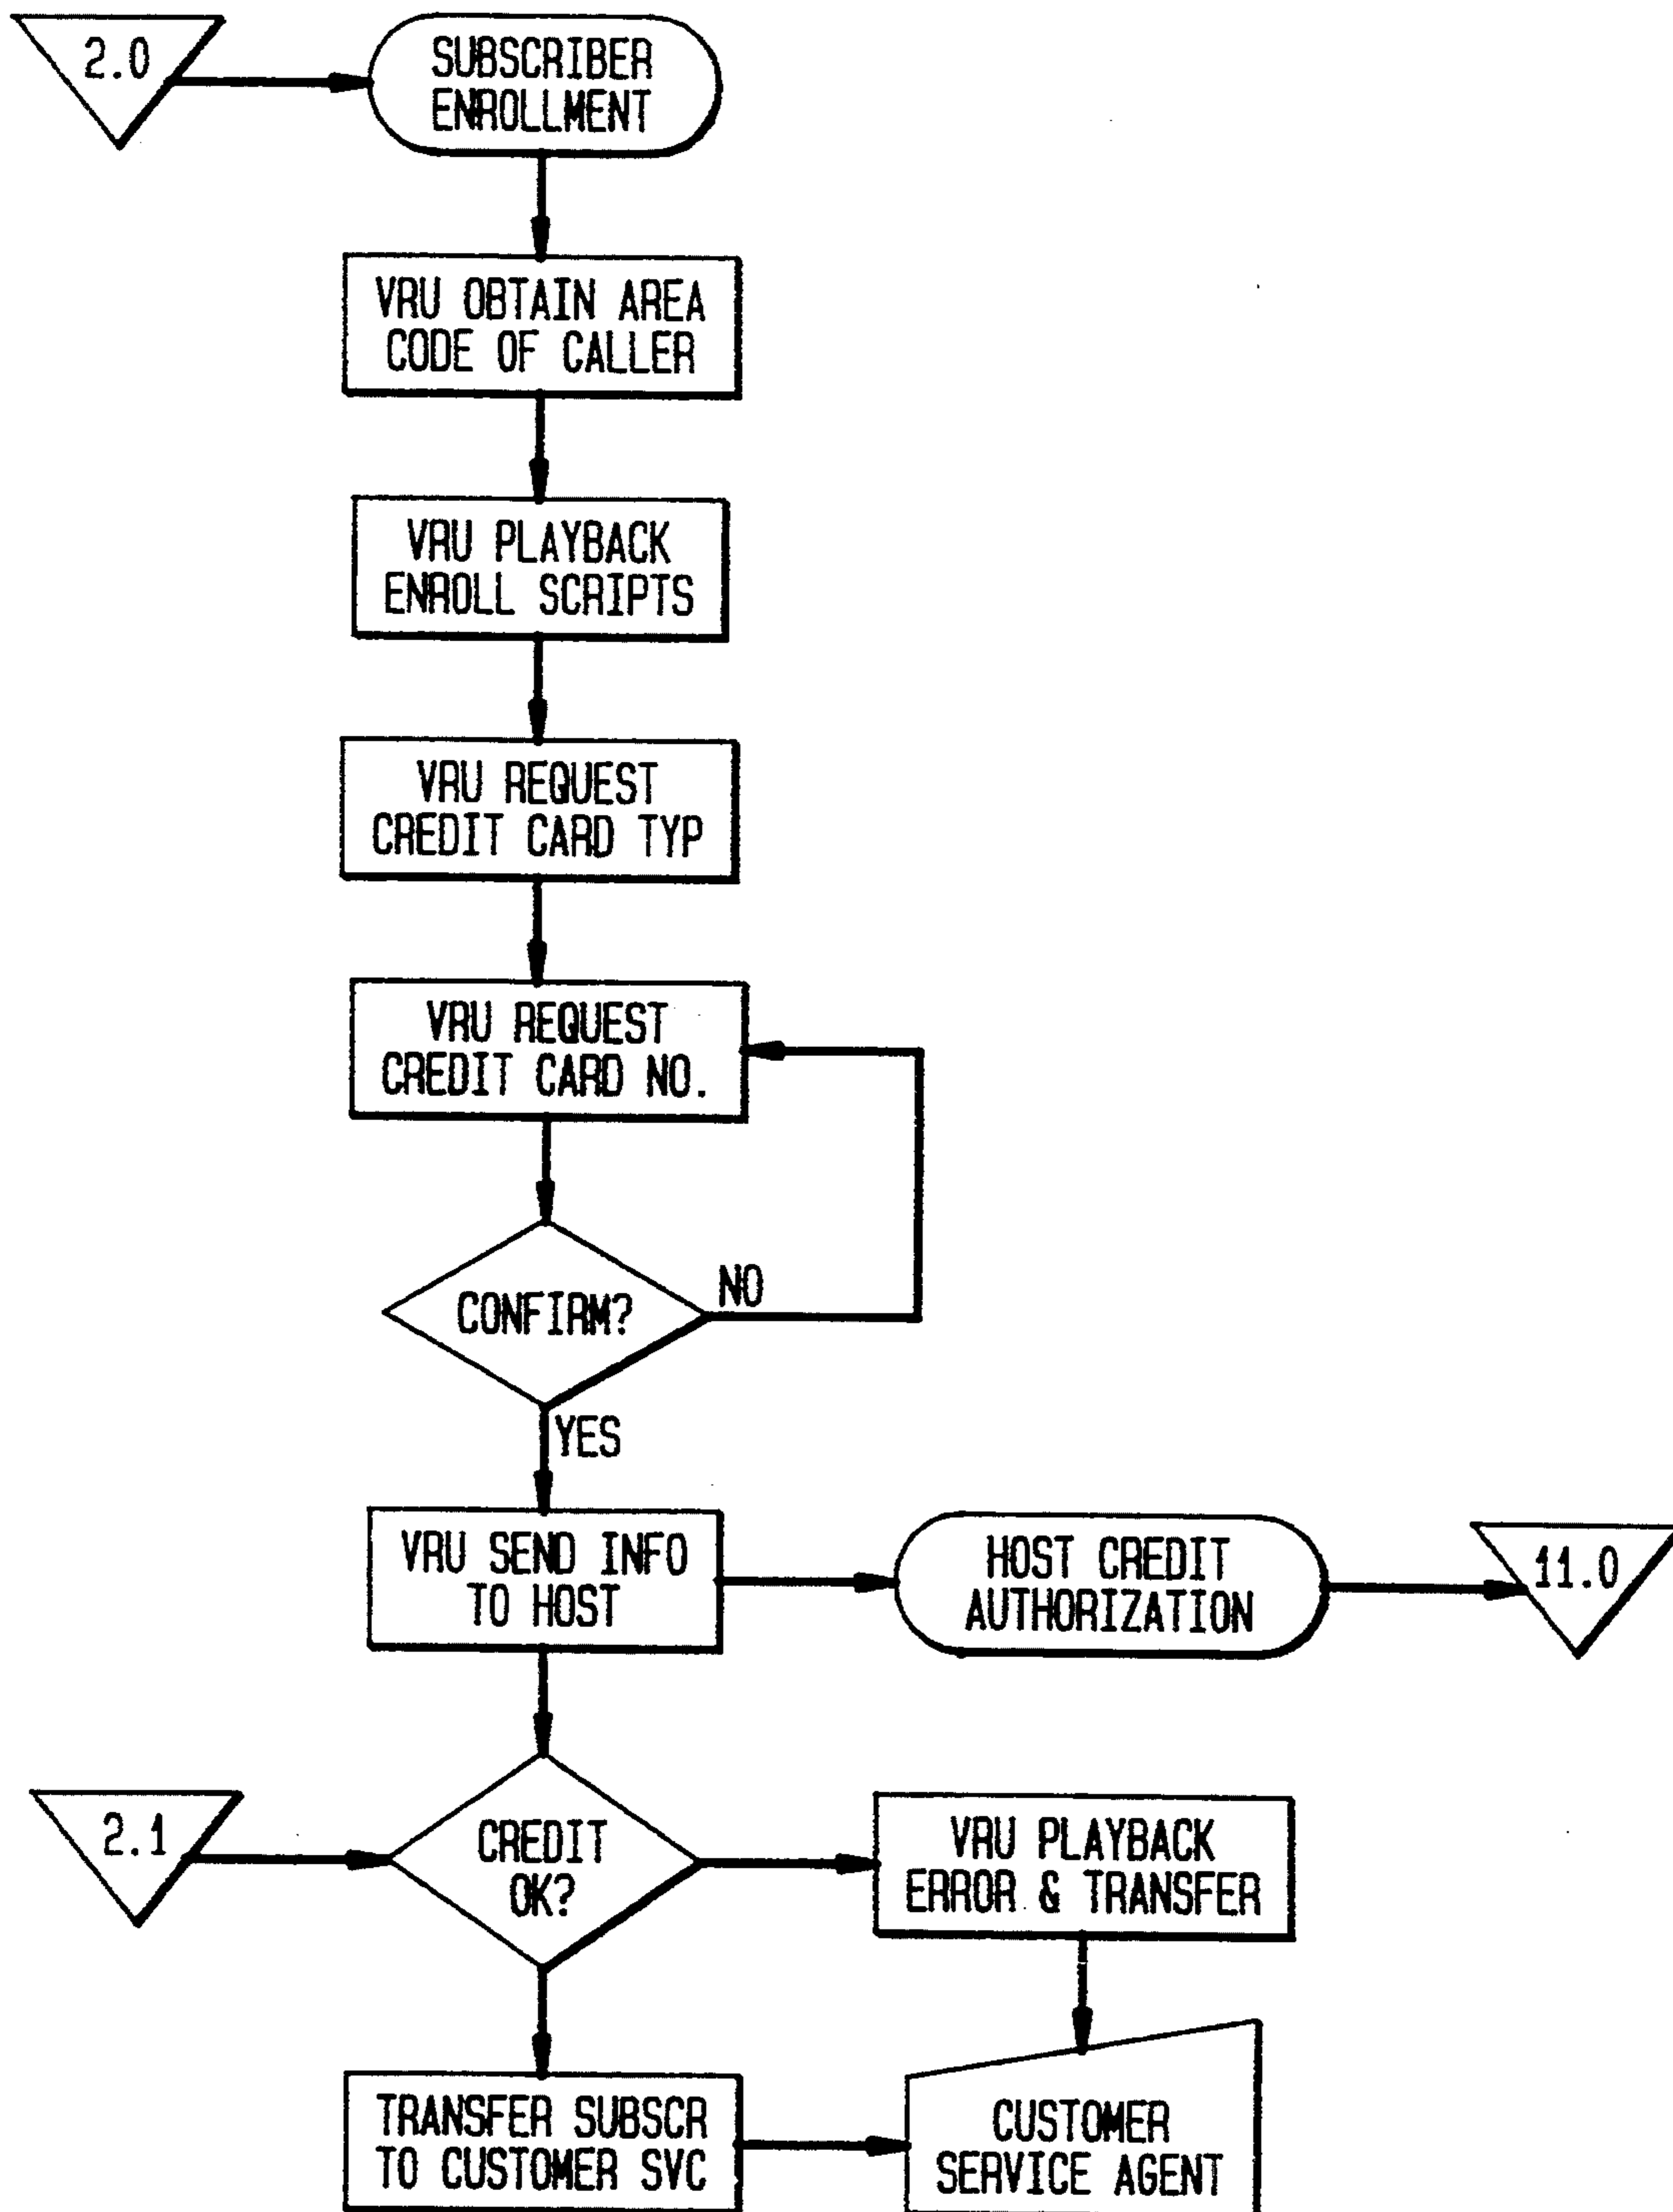 2.0
SUBSCRIBER
ENROLLMENT
VRU OBTAIN AREA
CODE OF CALLER
VRU PLAYBACK
ENROLL SCRIPTS
VRU REQUEST
CREDIT CARD TYP
VRU REQUEST
CREDIT CARD NO.
CONFIRM?
NO
YES
VRU SEND INFO
TO HOST
HOST CREDIT
AUTHORIZATION
11.0
2.1
CREDIT
OK?
VRU PLAYBACK
ERROR & TRANSFER
TRANSFER SUBSCR
TO CUSTOMER SVC
CUSTOMER
SERVICE AGENT